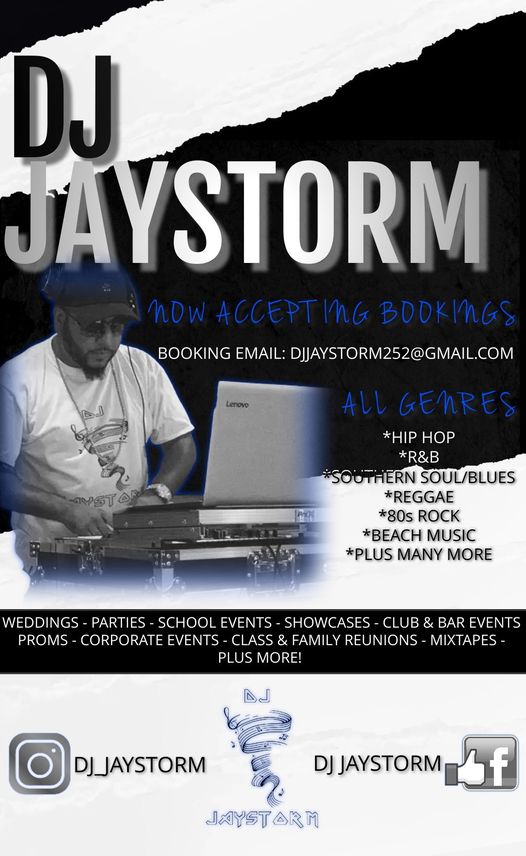 DJ
JAYSTORM
NOW ACCEPTING BOOKINGS
BOOKING EMAIL: DJJAYSTORM252@GMAIL.COM
ALL GENRES
*HIP HOP
*R&B
*SOUTHERN SOUL/BLUES
*REGGAE
*80s ROCK
*BEACH MUSIC
*PLUS MANY MORE
Lenovo
DJ
JAYSTORM
WEDDINGS - PARTIES - SCHOOL EVENTS - SHOWCASES - CLUB & BAR EVENTS
PROMS - CORPORATE EVENTS - CLASS & FAMILY REUNIONS - MIXTAPES -
PLUS MORE!
DJ_JAYSTORM
DJ
JAYSTORM
DJ JAYSTORM
f